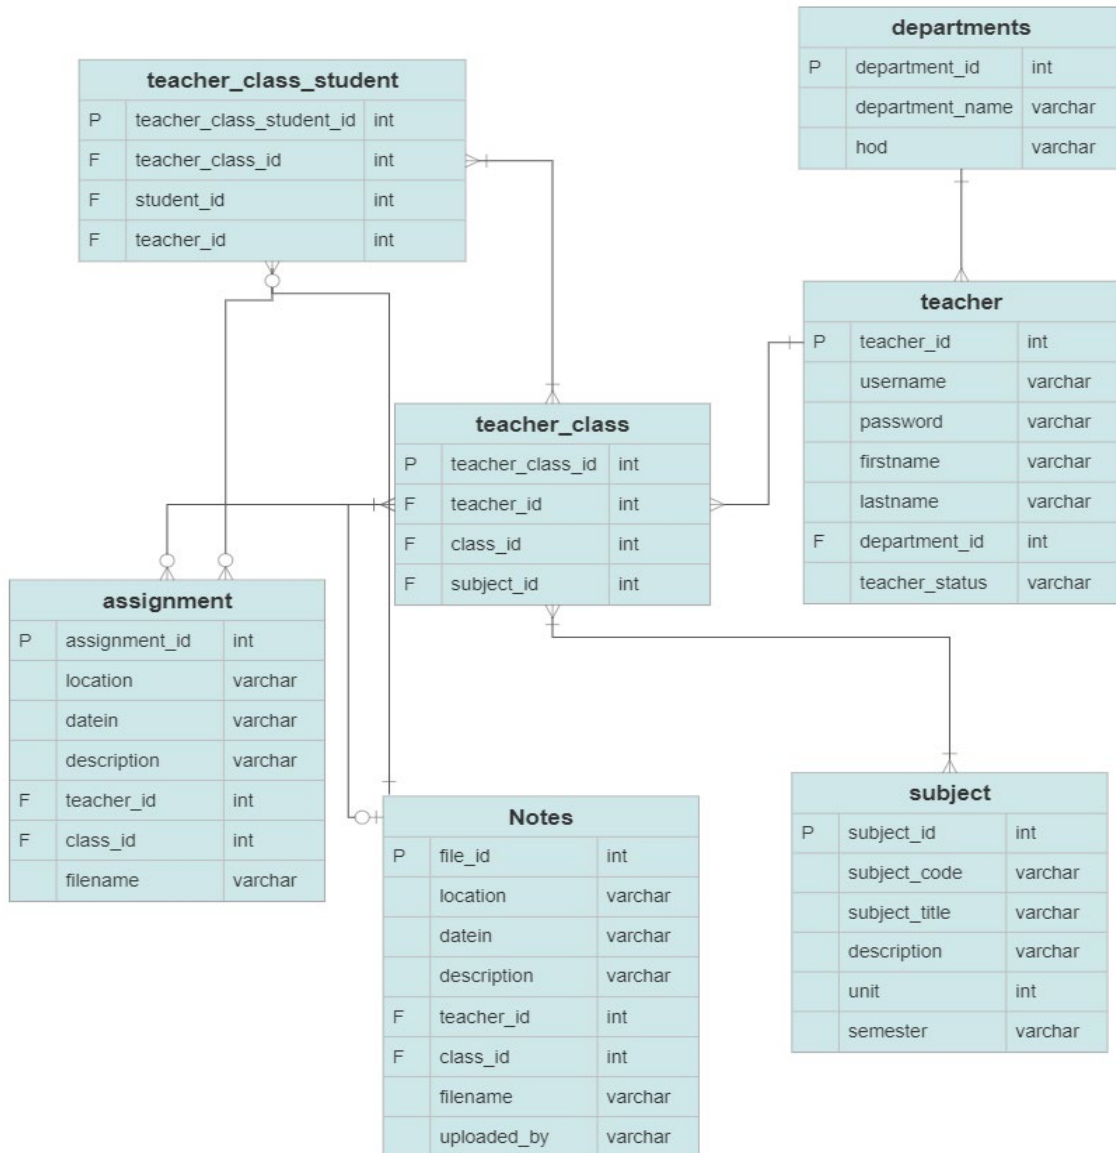 departments
P department_id int
department_name varchar
hod varchar
teacher_class_student
P teacher_class_student_id int
F teacher_class_id int
F student_id int
F teacher_id int
teacher
P teacher_id int
username varchar
password varchar
firstname varchar
lastname varchar
F department_id int
teacher_status varchar
teacher_class
P teacher_class_id int
F teacher_id int
F class_id int
F subject_id int
assignment
P assignment_id int
location varchar
datein varchar
description varchar
F teacher_id int
F class_id int
filename varchar
Notes
P file_id int
location varchar
datein varchar
description varchar
F teacher_id int
F class_id int
filename varchar
uploaded_by varchar
subject
P subject_id int
subject_code varchar
subject_title varchar
description varchar
unit int
semester varchar